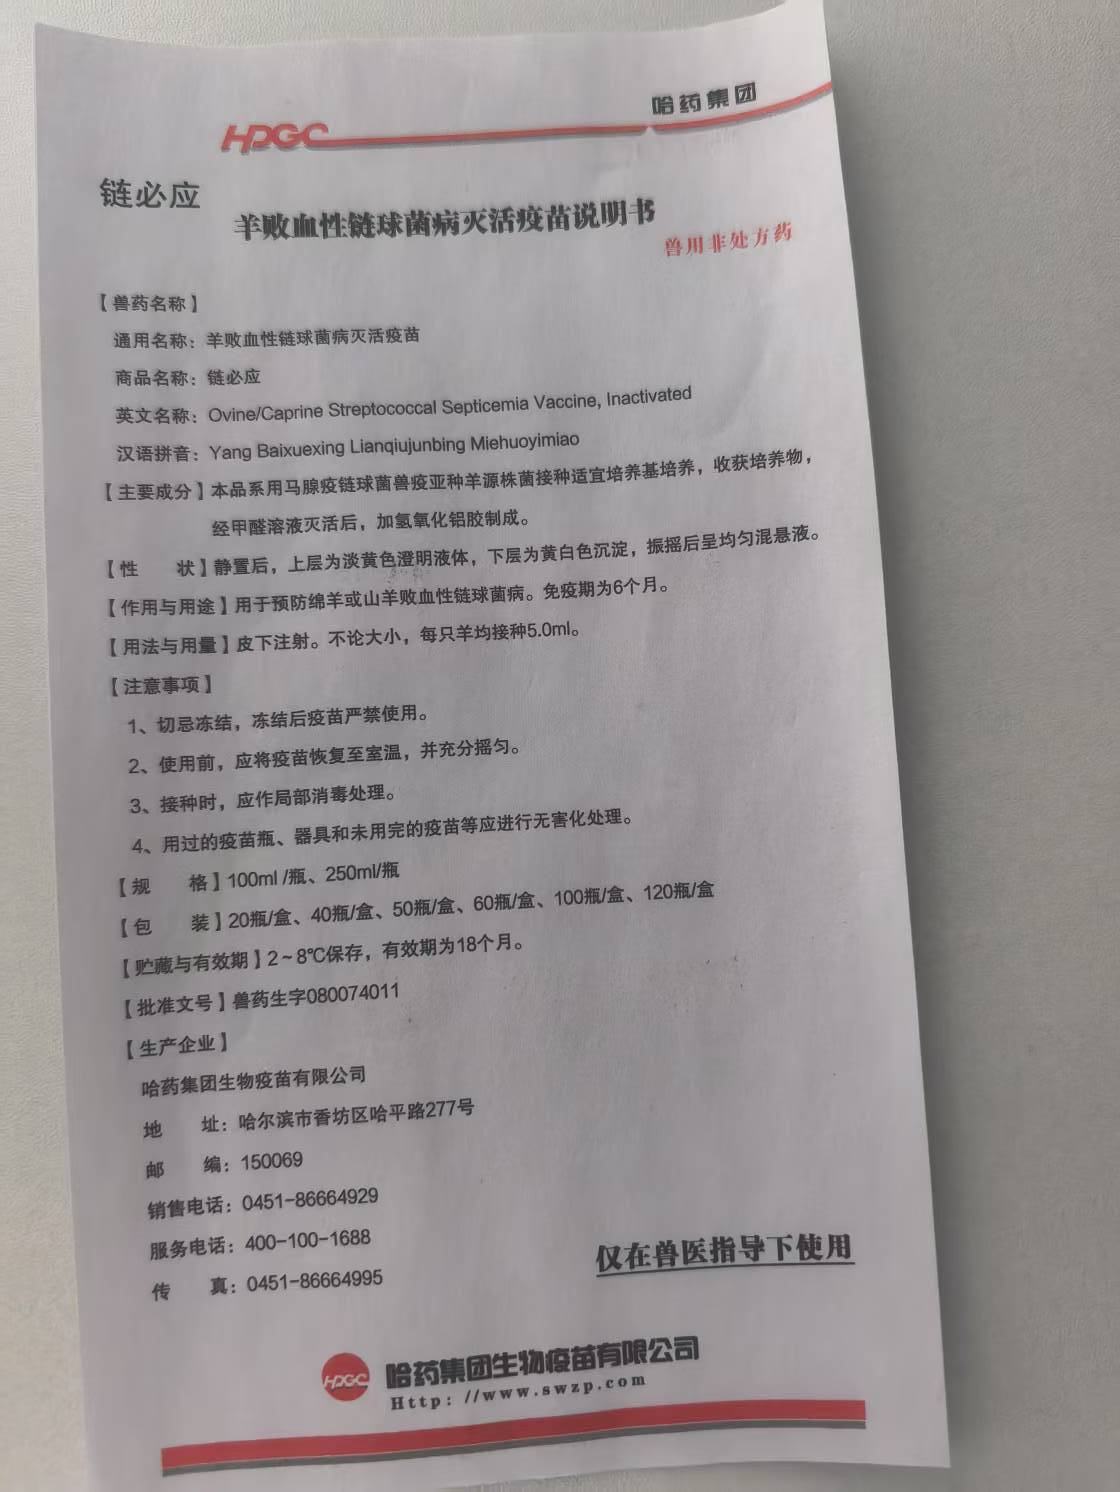 哈药集团
HPGC
链必应
羊败血性链球菌病灭活疫苗说明书
兽用非处方药
【兽药名称】
通用名称：羊败血性链球菌病灭活疫苗
商品名称：链必应
英文名称：Ovine/Caprine Streptococcal Septicemia Vaccine, Inactivated
汉语拼音：Yang Baixuexing Lianqiujunbing Miehuoyimiao
【主要成分】本品系用马腺疫链球菌兽疫亚种羊源株菌接种适宜培养基培养，收获培养物，
经甲醛溶液灭活后，加氢氧化铝胶制成。
【性　　状】静置后，上层为淡黄色澄明液体，下层为黄白色沉淀，振摇后呈均匀混悬液。
【作用与用途】用于预防绵羊或山羊败血性链球菌病。免疫期为6个月。
【用法与用量】皮下注射。不论大小，每只羊均接种5.0ml。
【注意事项】
1、切忌冻结，冻结后疫苗严禁使用。
2、使用前，应将疫苗恢复至室温，并充分摇匀。
3、接种时，应作局部消毒处理。
4、用过的疫苗瓶、器具和未用完的疫苗等应进行无害化处理。
【规　　格】100ml /瓶、250ml/瓶
【包　　装】20瓶/盒、40瓶/盒、50瓶/盒、60瓶/盒、100瓶/盒、120瓶/盒
【贮藏与有效期】2～8℃保存，有效期为18个月。
【批准文号】兽药生字080074011
【生产企业】
哈药集团生物疫苗有限公司
地　　址：哈尔滨市香坊区哈平路277号
邮　　编：150069
销售电话：0451-86664929
服务电话：400-100-1688
传　　真：0451-86664995
仅在兽医指导下使用
HPGC
哈药集团生物疫苗有限公司
Http: //www.swzp.com